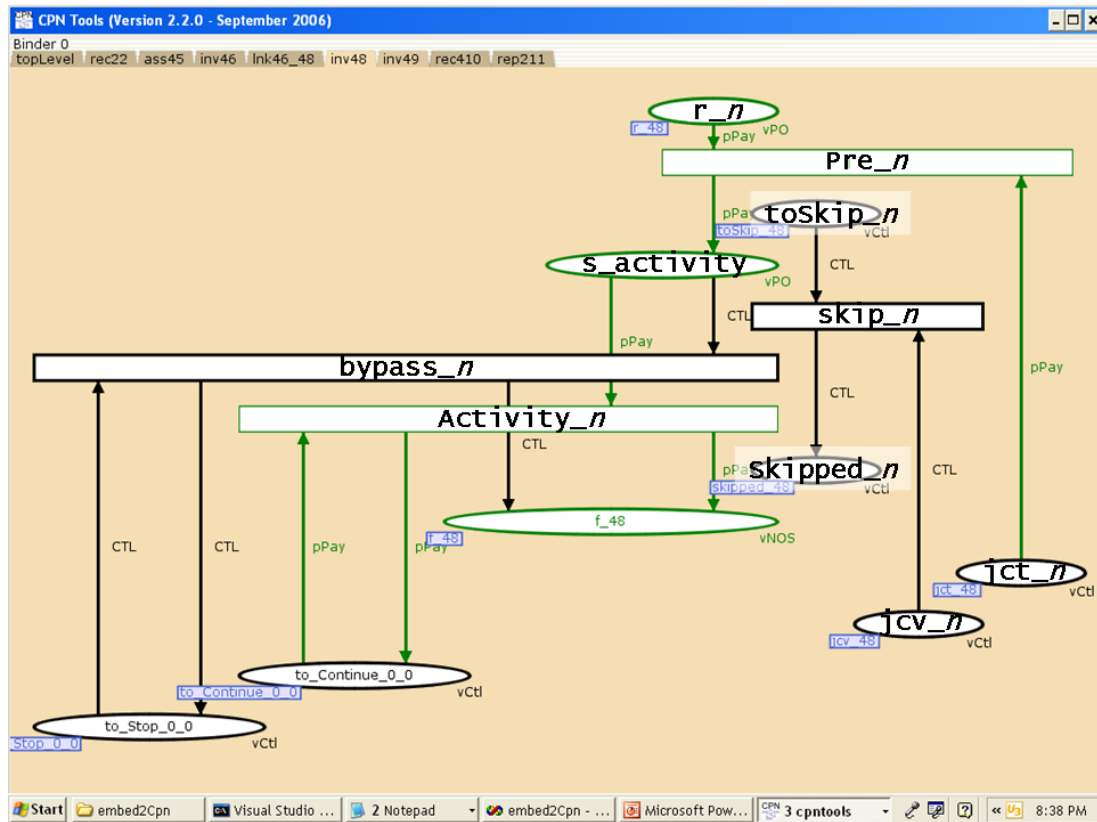 CPN Tools (Version 2.2.0 - September 2006)
Binder 0
topLevel rec22 ass45 inv46 lnk46_48 inv48 inv49 rec410 rep211
r_n
r_48
vPO
pPay
Pre_n
pPay
toSkip_n
toSkip_48
vCtl
s_activity
vPO
CTL
skip_n
CTL
pPay
bypass_n
pPay
CTL
Activity_n
CTL
pPay
Skipped_n
CTL
skipped_48
vCtl
f_48
f_48
vNOS
CTL
CTL
pPay
pPay
jct_n
jct_48
vCtl
jcv_n
jcv_48
vCtl
to_Continue_0_0
to_Continue_0_0
vCtl
to_Stop_0_0
Stop_0_0
vCtl
Start embed2Cpn Visual Studio ... 2 Notepad embed2Cpn - ... Microsoft Pow... 3 cpntools « 8:38 PM